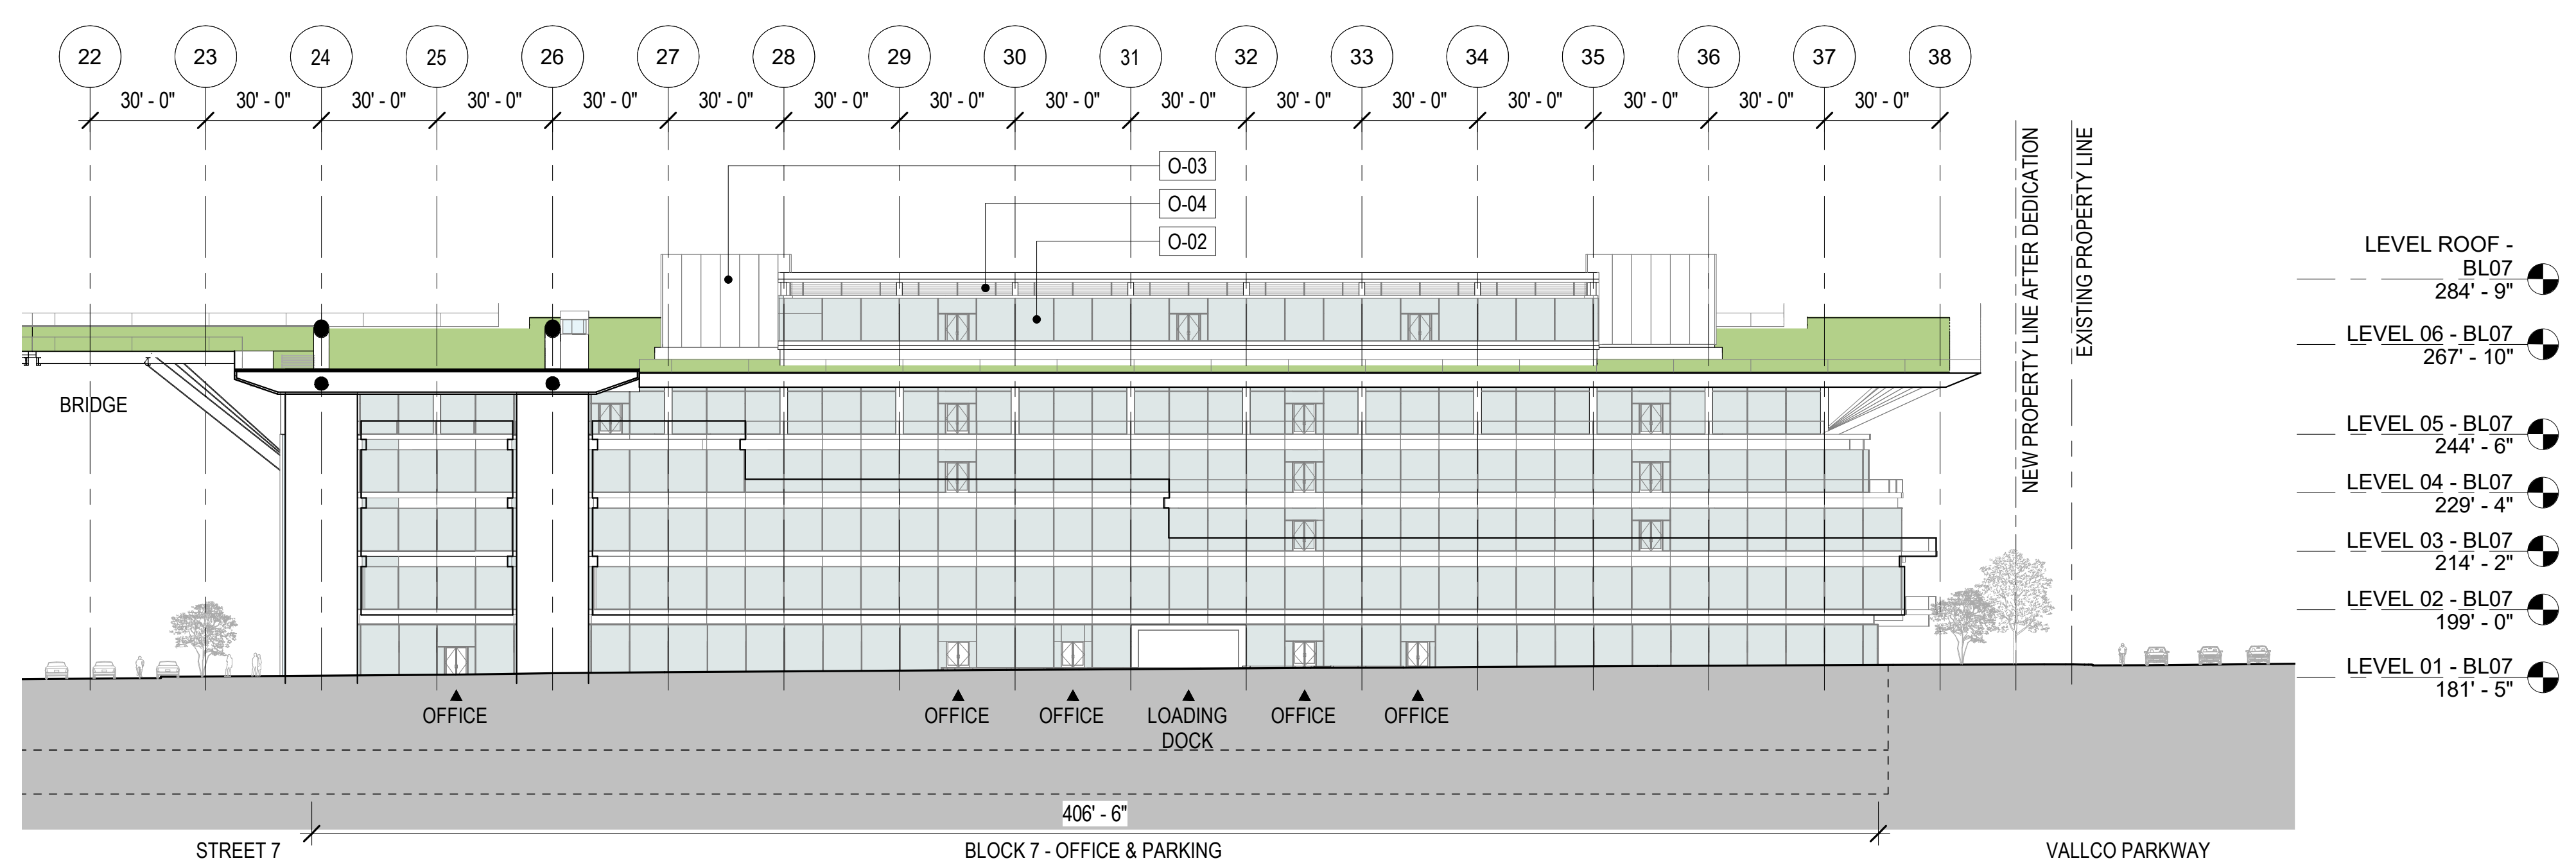 22 23 24 25 26 27 28 29 30 31 32 33 34 35 36 37 38
30' - 0" 30' - 0" 30' - 0" 30' - 0" 30' - 0" 30' - 0" 30' - 0" 30' - 0" 30' - 0" 30' - 0" 30' - 0" 30' - 0" 30' - 0" 30' - 0" 30' - 0" 30' - 0"
O-03
O-04
O-02
NEW PROPERTY LINE AFTER DEDICATION
EXISTING PROPERTY LINE
LEVEL ROOF -
BL07
284' - 9"
LEVEL 06 - BL07
267' - 10"
LEVEL 05 - BL07
244' - 6"
LEVEL 04 - BL07
229' - 4"
LEVEL 03 - BL07
214' - 2"
LEVEL 02 - BL07
199' - 0"
LEVEL 01 - BL07
181' - 5"
BRIDGE
OFFICE OFFICE OFFICE LOADING OFFICE OFFICE
DOCK
406' - 6"
STREET 7 BLOCK 7 - OFFICE & PARKING VALLCO PARKWAY